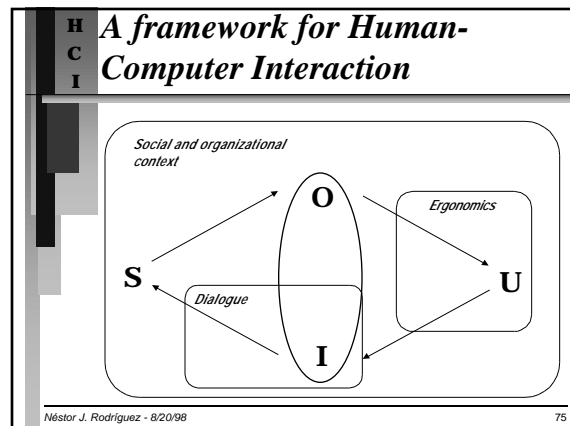 H
C
I
A framework for Human-
Computer Interaction
Social and organizational
context
O
Ergonomics
S
U
Dialogue
I
Néstor J. Rodríguez - 8/20/98
75